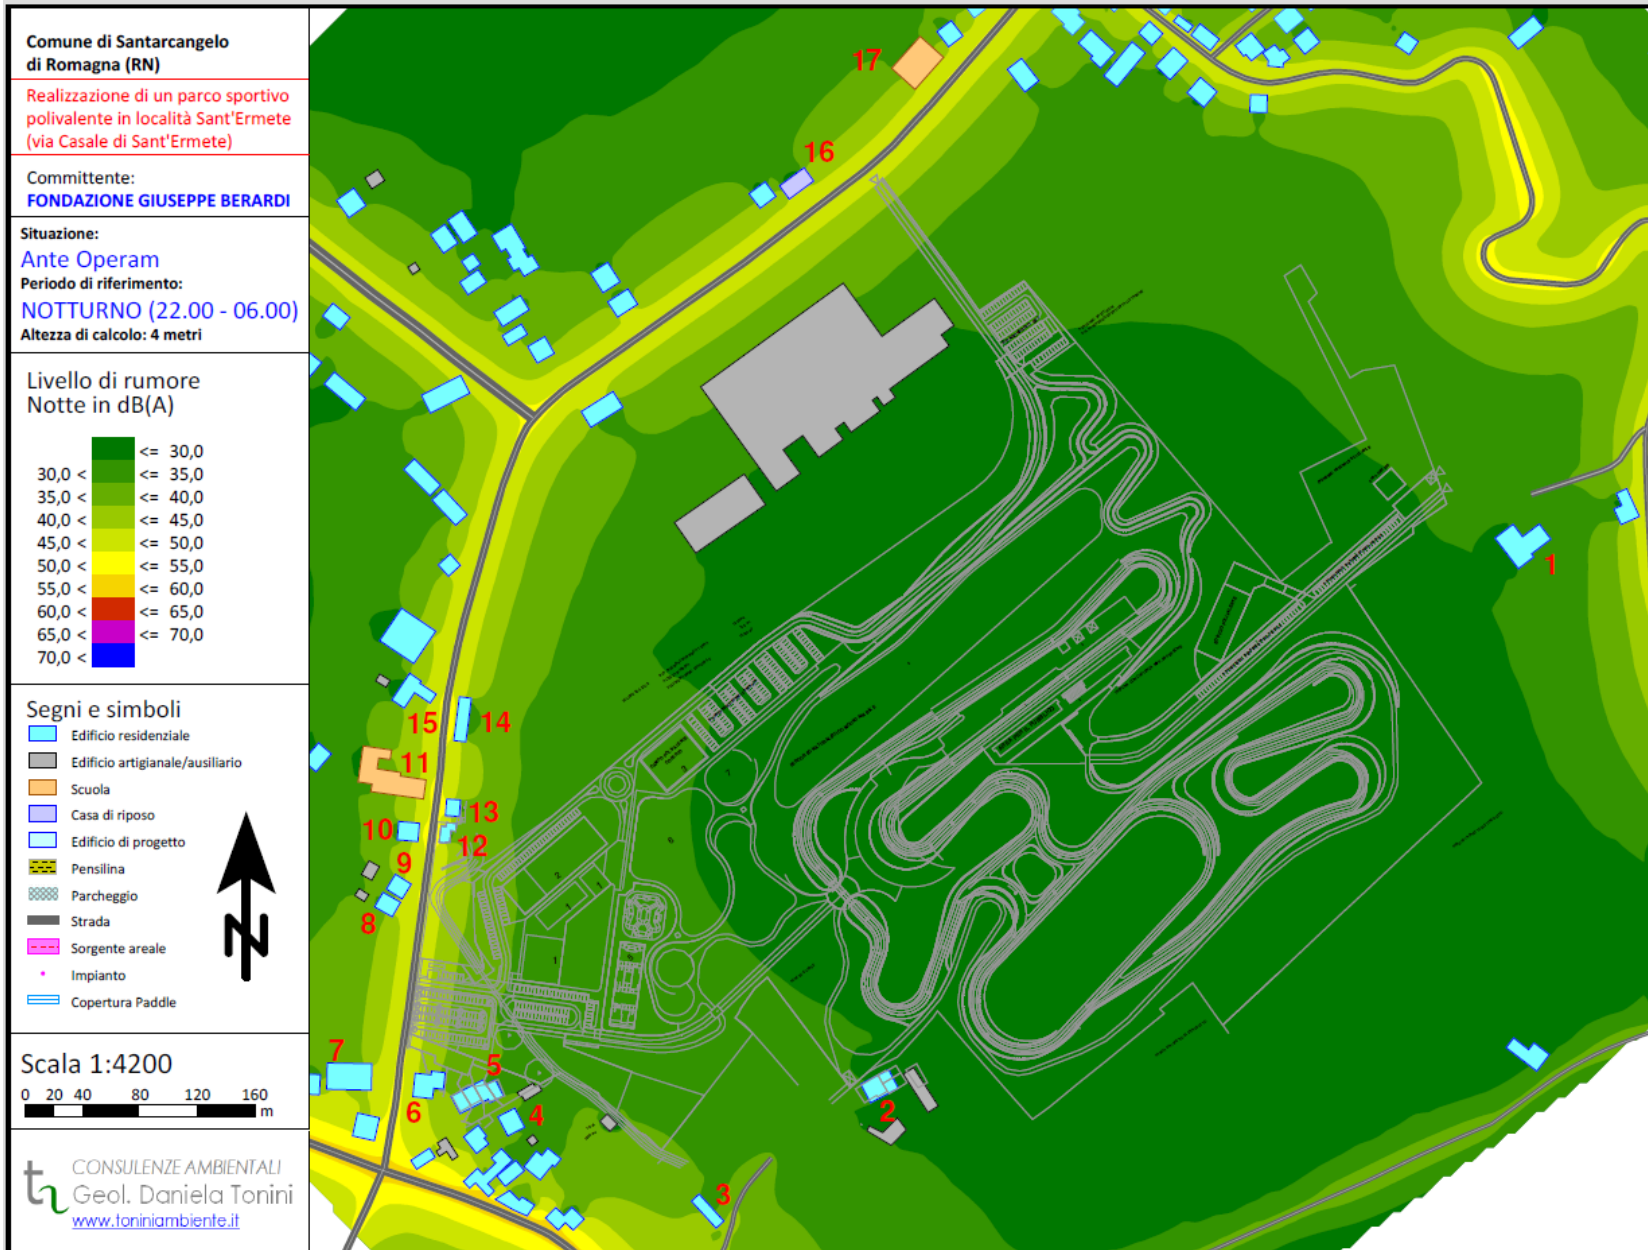 Comune di Santarcangelo
di Romagna (RN)
Realizzazione di un parco sportivo
polivalente in località Sant'Ermete
(via Casale di Sant'Ermete)
Committente:
FONDAZIONE GIUSEPPE BERARDI
Situazione:
Ante Operam
Periodo di riferimento:
NOTTURNO (22.00 - 06.00)
Altezza di calcolo: 4 metri
Livello di rumore
Notte in dB(A)
<= 30,0
30,0 < <= 35,0
35,0 < <= 40,0
40,0 < <= 45,0
45,0 < <= 50,0
50,0 < <= 55,0
55,0 < <= 60,0
60,0 < <= 65,0
65,0 < <= 70,0
70,0 <
Segni e simboli
Edificio residenziale
Edificio artigianale/ausiliario
Scuola
Casa di riposo
Edificio di progetto
Pensilina
Parcheggio
Strada
Sorgente areale
Impianto
Copertura Paddle
N
Scala 1:4200
0 20 40 80 120 160
m
CONSULENZE AMBIENTALI
Geol. Daniela Tonini
www.toniniambiente.it
17
16
1
15
14
11
13
10
12
9
8
7
5
6
4
2
3